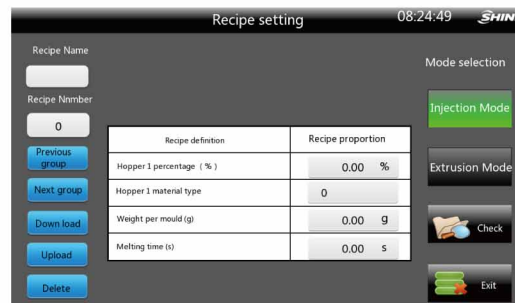 Recipe setting
08:24:49
SHIN
Recipe Name
Mode selection
Recipe Nnmber
0
Injection Mode
Recipe definition
Recipe proportion
Previous
group
Hopper 1 percentage ( % )
0.00 %
Extrusion Mode
Next group
Hopper 1 material type
0
Down load
Weight per mould (g)
0.00 g
Check
Upload
Melting time (s)
0.00 s
Delete
Exit